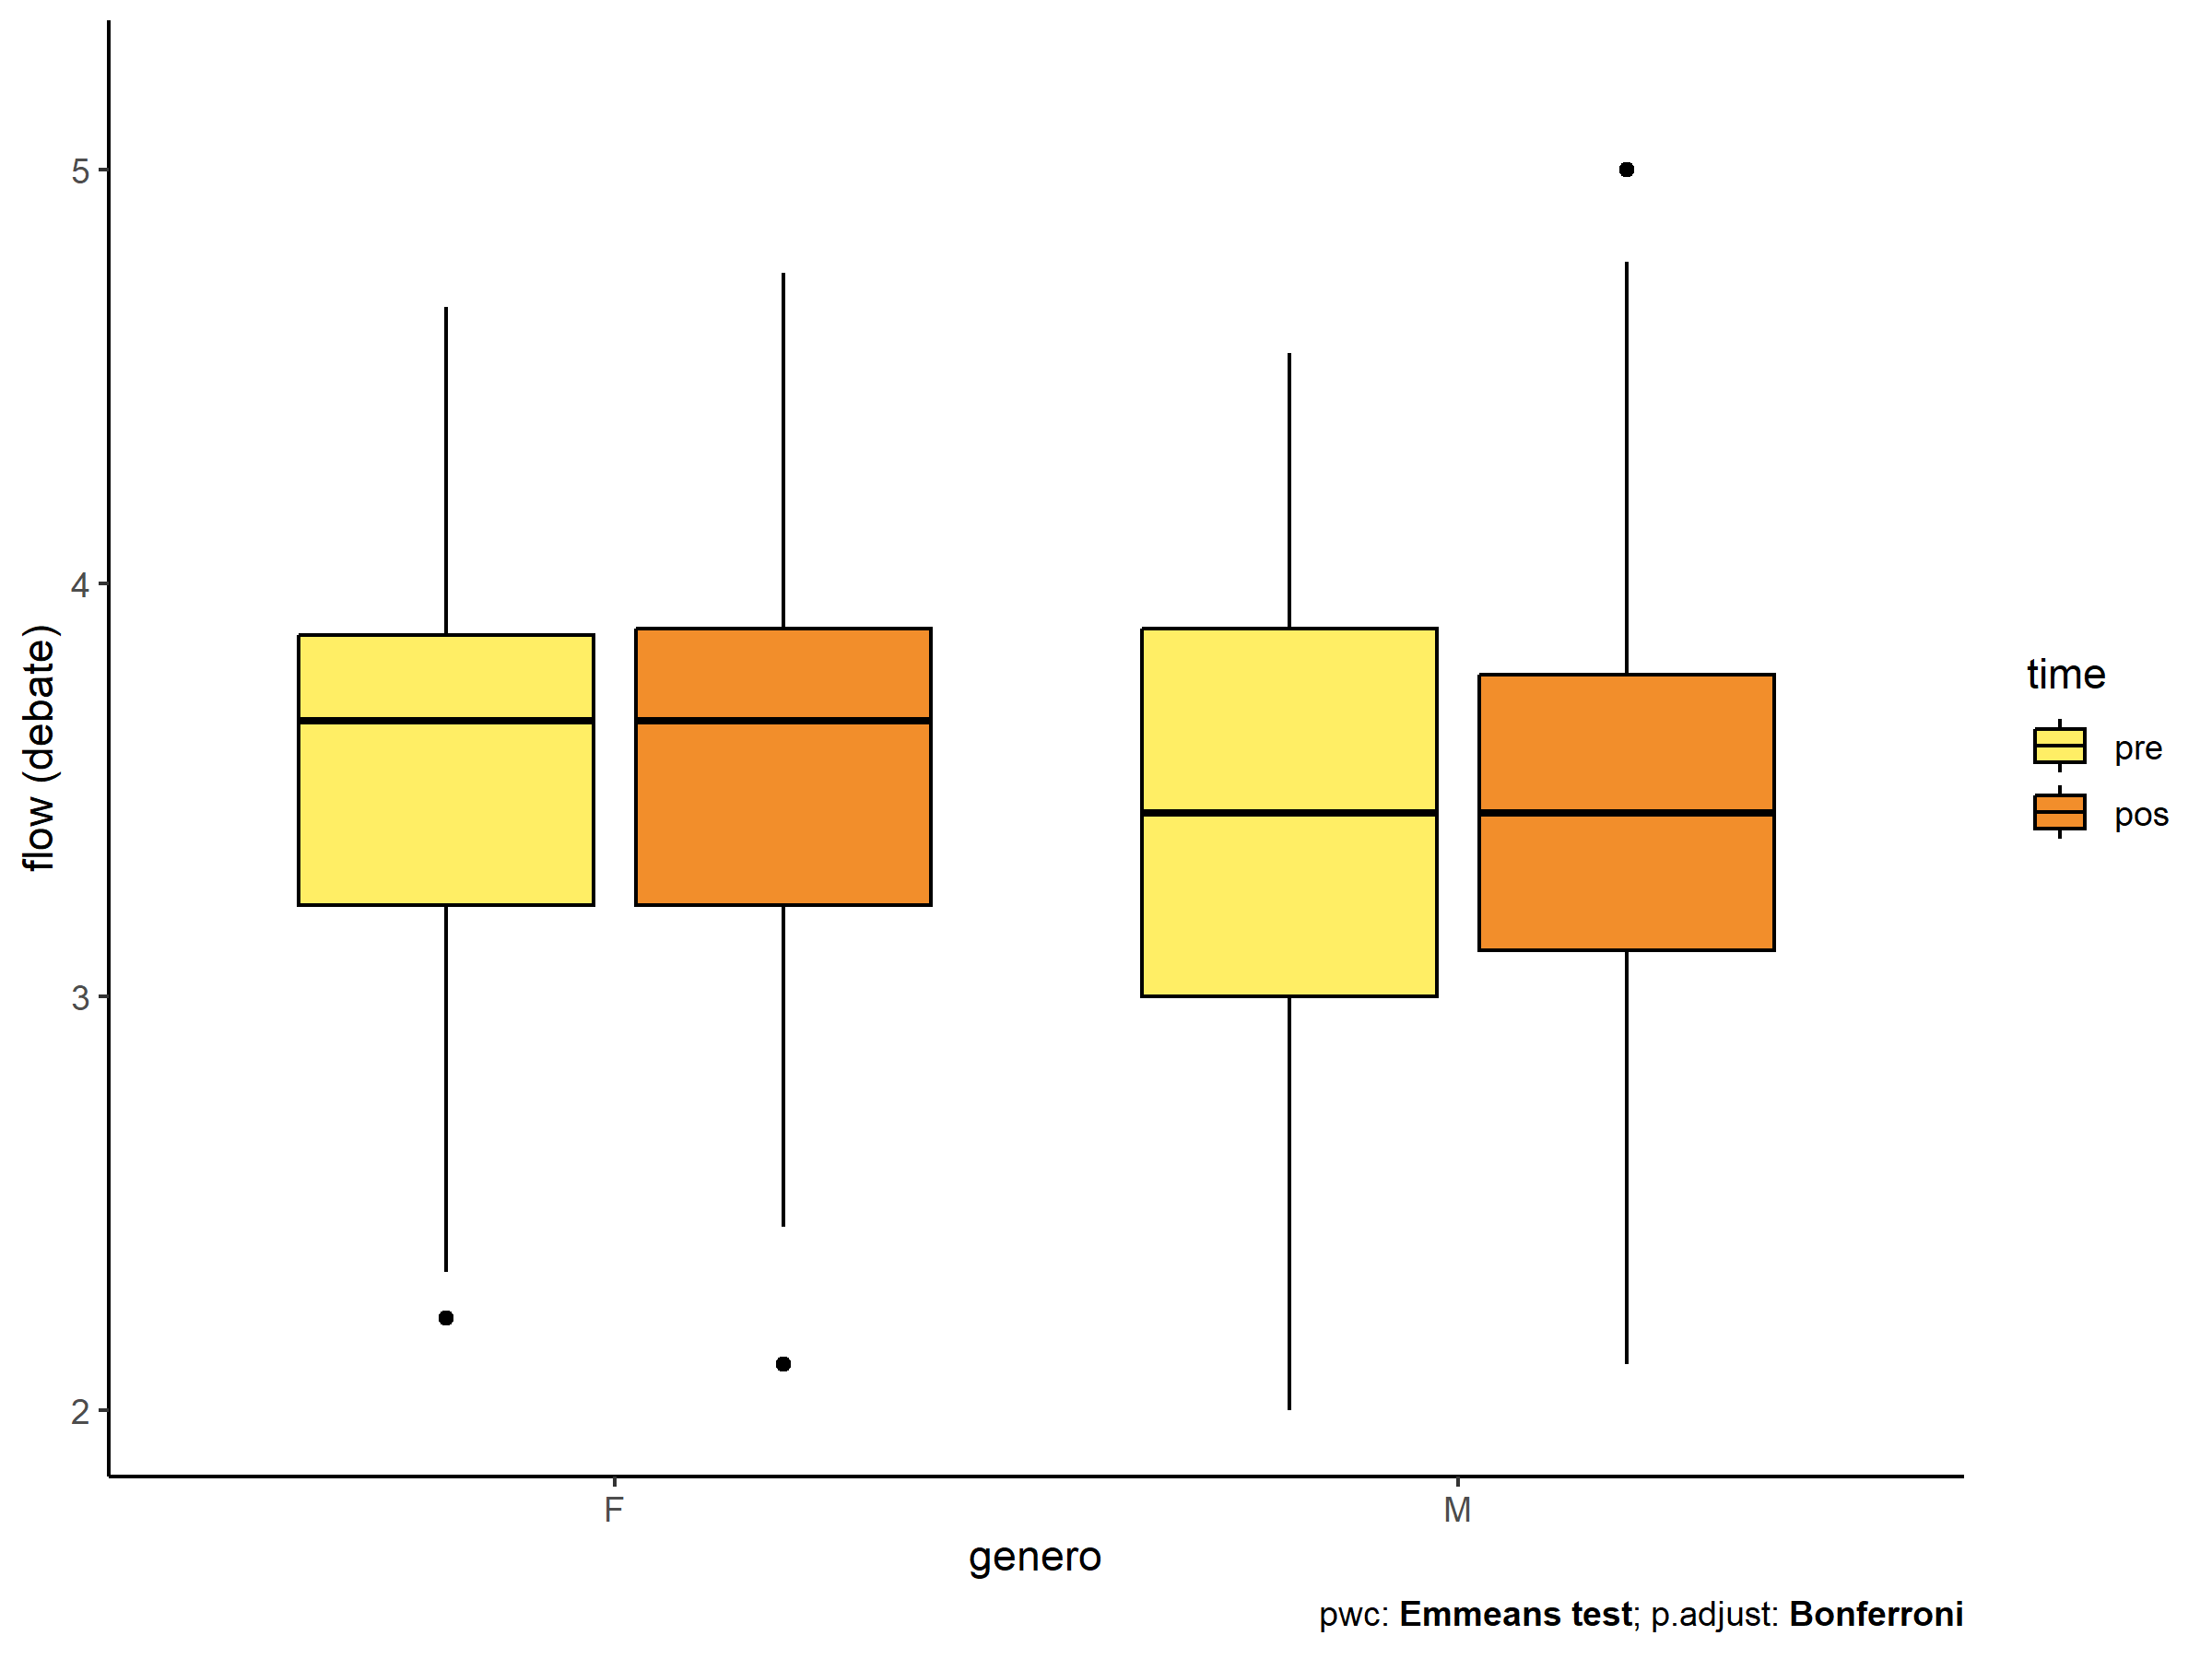 5
4
3
2
flow (debate)
F
M
genero
time
pre
pos
pwc: Emmeans test; p.adjust: Bonferroni